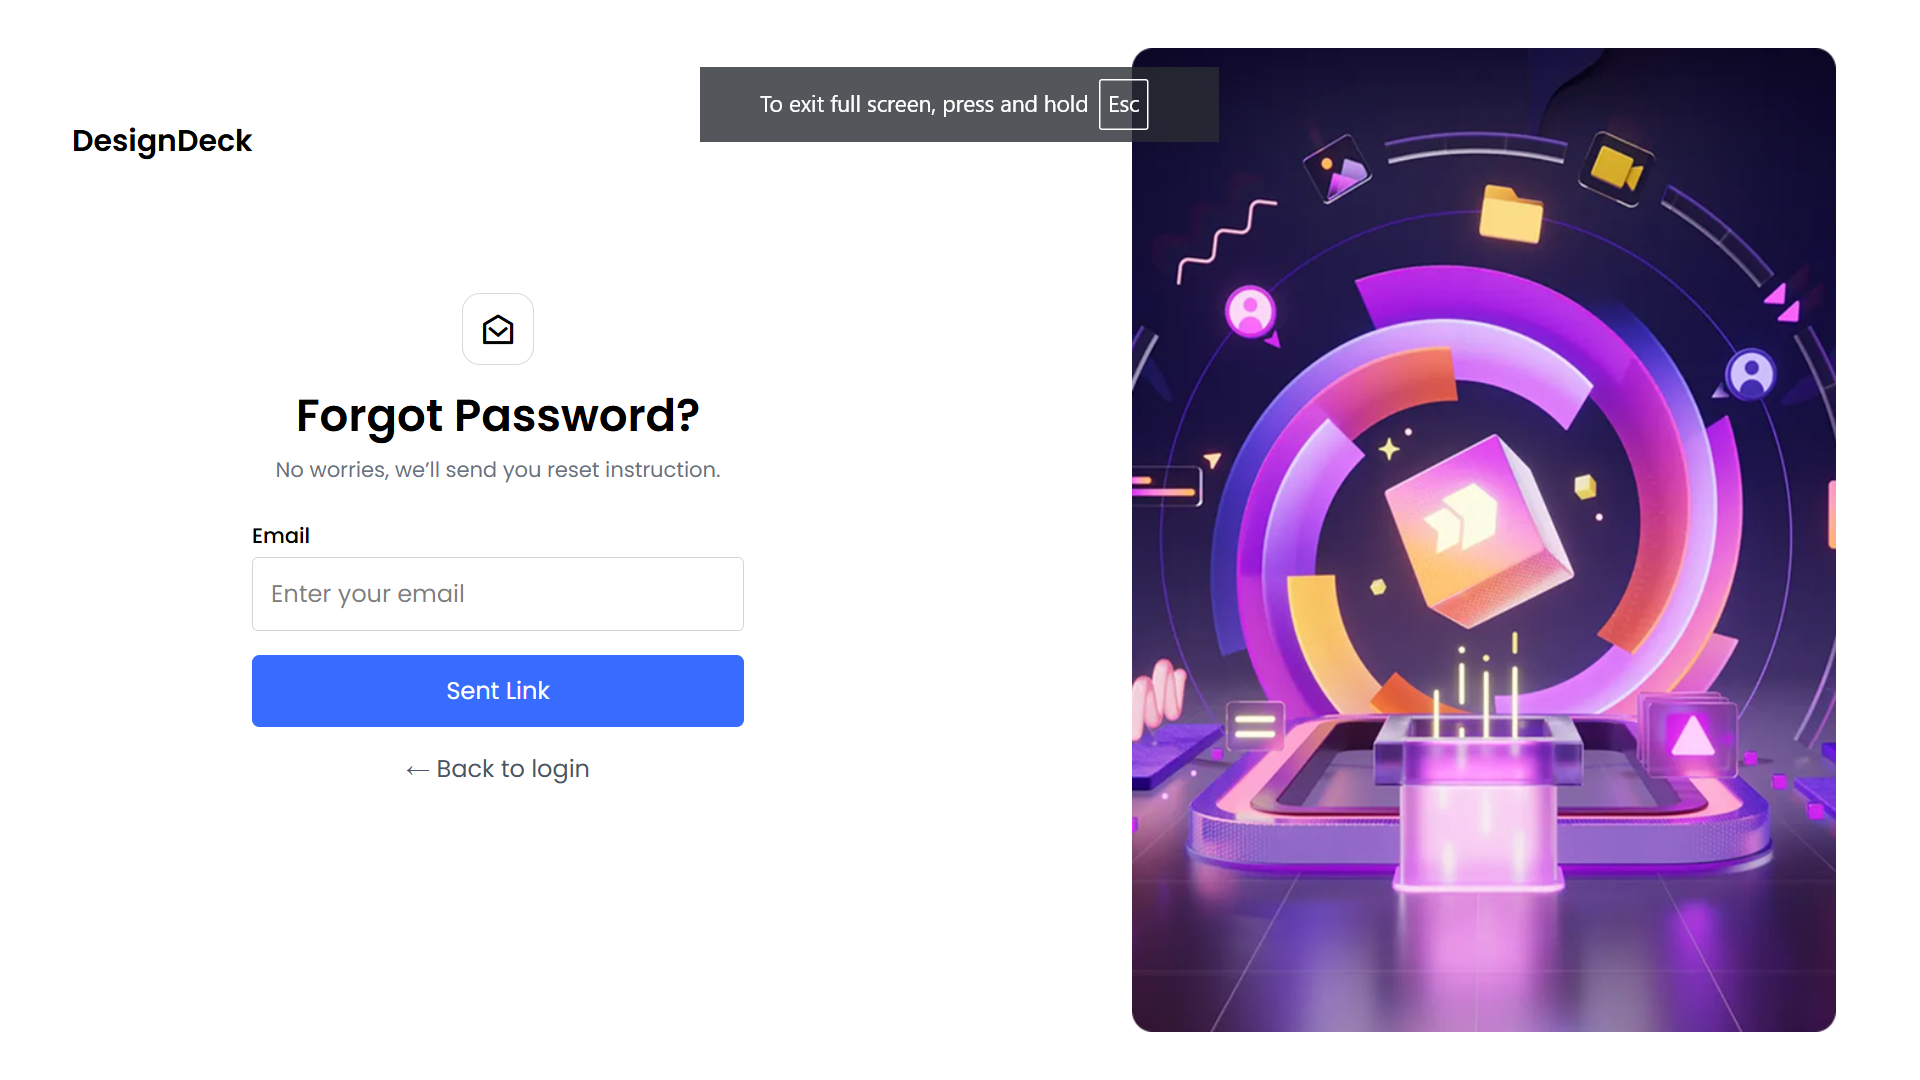 To exit full screen, press and hold Esc
DesignDeck
Forgot Password?
No worries, we’ll send you reset instruction.
Email
Enter your email
Sent Link
← Back to login